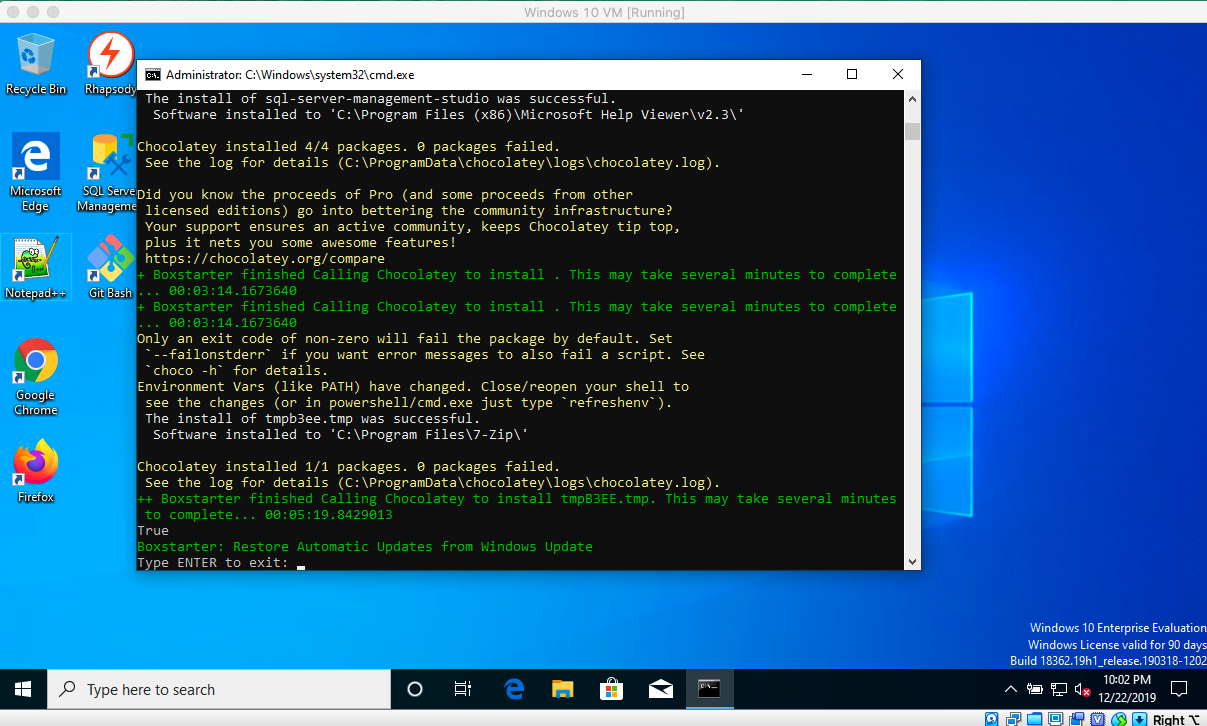 Windows 10 VM [Running]
Recycle Bin
Rhapsody
Microsoft
Edge
SQL Serve
Manageme
Notepad++
Git Bash
Google
Chrome
Firefox
Administrator: C:\Windows\system32\cmd.exe
The install of sql-server-management-studio was successful.
Software installed to 'C:\Program Files (x86)\Microsoft Help Viewer\v2.3\'
Chocolatey installed 4/4 packages. 0 packages failed.
See the log for details (C:\ProgramData\chocolatey\logs\chocolatey.log).
Did you know the proceeds of Pro (and some proceeds from other
licensed editions) go into bettering the community infrastructure?
Your support ensures an active community, keeps Chocolatey tip top,
plus it nets you some awesome features!
https://chocolatey.org/compare
+ Boxstarter finished Calling Chocolatey to install . This may take several minutes to complete
... 00:03:14.1673640
+ Boxstarter finished Calling Chocolatey to install . This may take several minutes to complete
... 00:03:14.1673640
Only an exit code of non-zero will fail the package by default. Set
`--failonstderr` if you want error messages to also fail a script. See
`choco -h` for details.
Environment Vars (like PATH) have changed. Close/reopen your shell to
see the changes (or in powershell/cmd.exe just type `refreshenv`).
The install of tmpb3ee.tmp was successful.
Software installed to 'C:\Program Files\7-Zip\'
Chocolatey installed 1/1 packages. 0 packages failed.
See the log for details (C:\ProgramData\chocolatey\logs\chocolatey.log).
++ Boxstarter finished Calling Chocolatey to install tmpB3EE.tmp. This may take several minutes
to complete... 00:05:19.8429013
True
Boxstarter: Restore Automatic Updates from Windows Update
Type ENTER to exit:
Windows 10 Enterprise Evaluation
Windows License valid for 90 days
Build 18362.19h1_release.190318-1202
Type here to search
10:02 PM
12/22/2019
Right ⌥